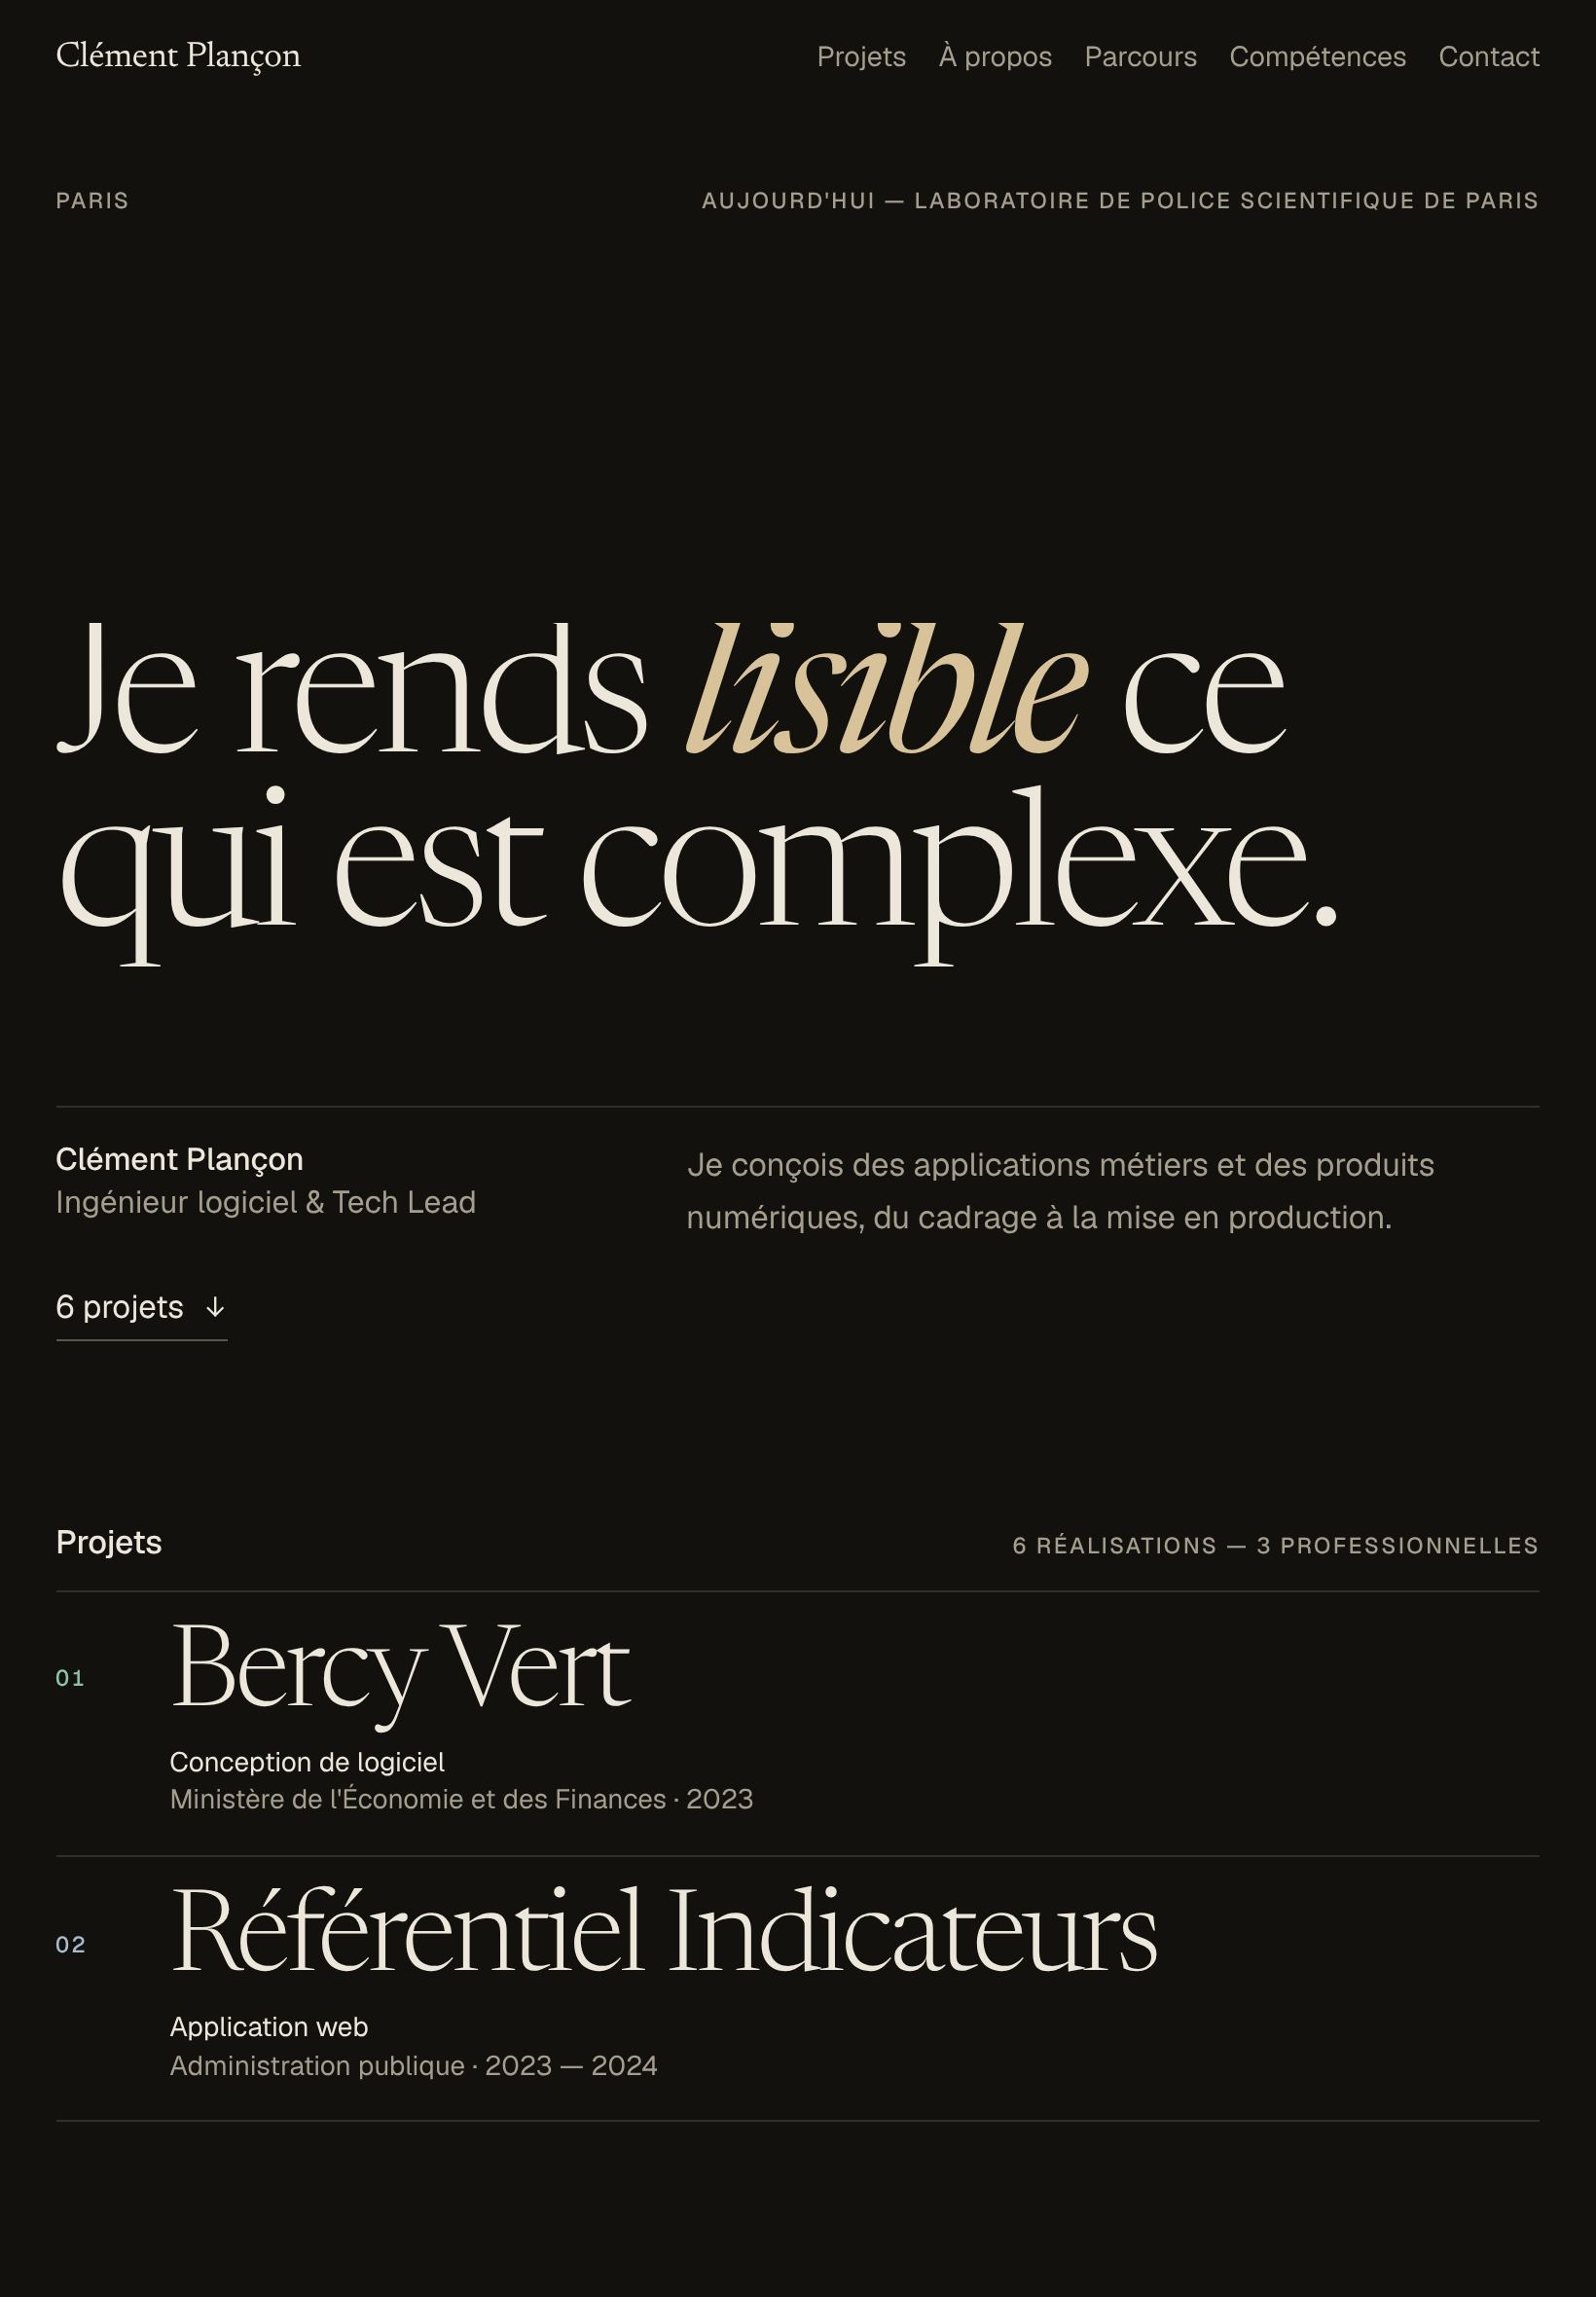 Clément Plançon
Projets À propos Parcours Compétences Contact
PARIS
AUJOURD'HUI — LABORATOIRE DE POLICE SCIENTIFIQUE DE PARIS
Je rends lisible ce
qui est complexe.
Clément Plançon
Ingénieur logiciel & Tech Lead
Je conçois des applications métiers et des produits
numériques, du cadrage à la mise en production.
6 projets ↓
Projets
6 RÉALISATIONS — 3 PROFESSIONNELLES
01
Bercy Vert
Conception de logiciel
Ministère de l'Économie et des Finances · 2023
02
Référentiel Indicateurs
Application web
Administration publique · 2023 — 2024